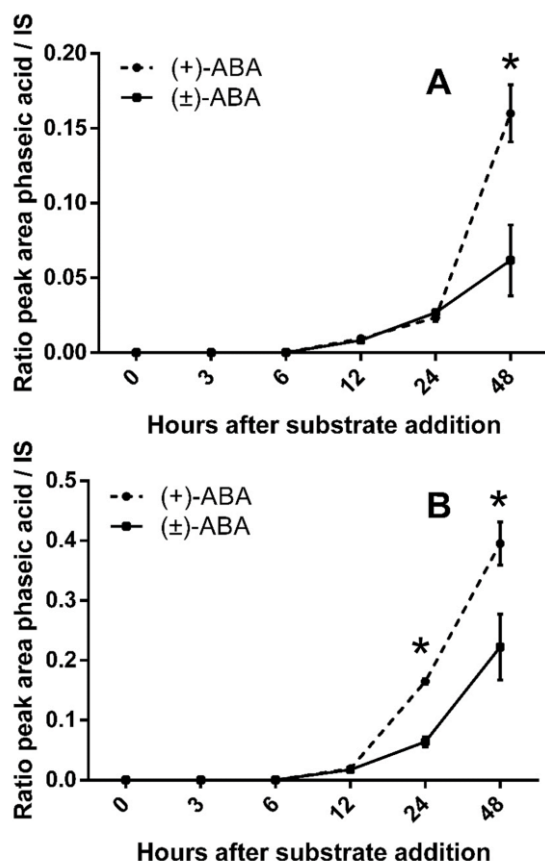 Ratio peak area phaseic acid / IS
0.20
0.15
0.10
0.05
0.00
(+)-ABA
(±)-ABA
A
*
0
3
6
12
24
48
Hours after substrate addition
Ratio peak area phaseic acid / IS
0.5
0.4
0.3
0.2
0.1
0.0
(+)-ABA
(±)-ABA
B
*
*
0
3
6
12
24
48
Hours after substrate addition